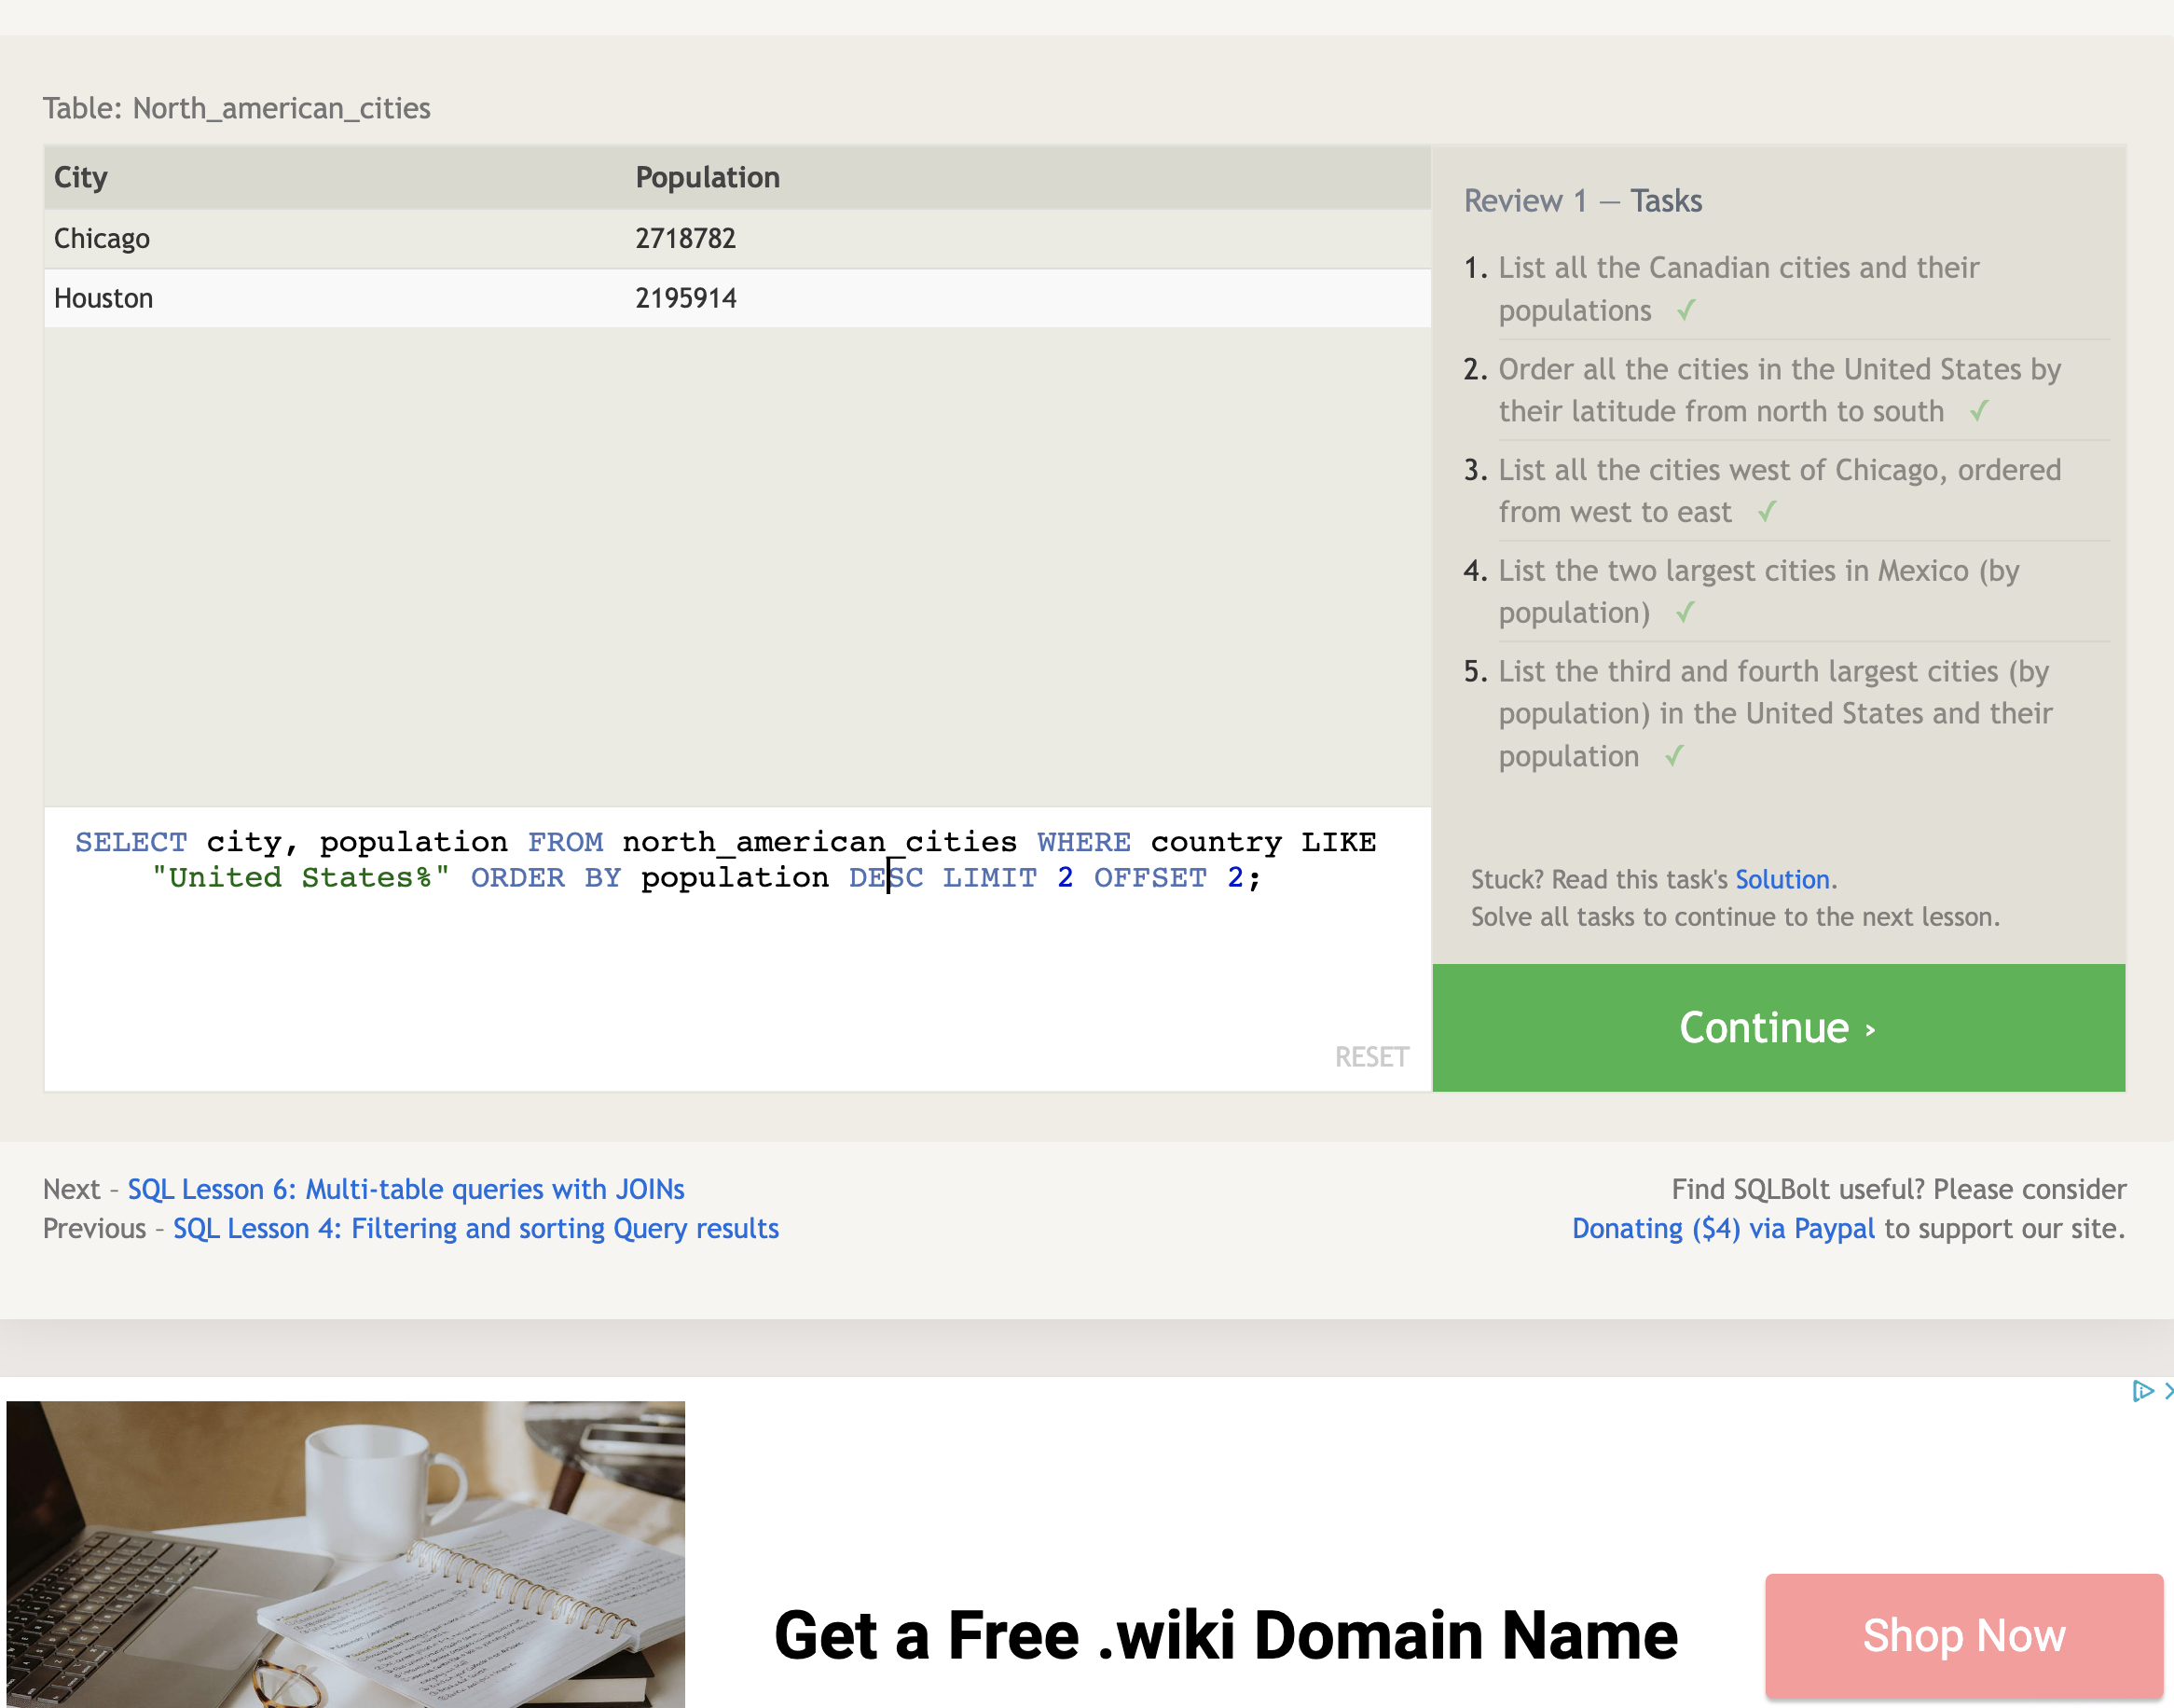 Table: North_american_cities
City Population
Chicago 2718782
Houston 2195914
SELECT city, population FROM north_american_cities WHERE country LIKE
"United States%" ORDER BY population DESC LIMIT 2 OFFSET 2;
RESET
Review 1 — Tasks
1. List all the Canadian cities and their
populations ✓
2. Order all the cities in the United States by
their latitude from north to south ✓
3. List all the cities west of Chicago, ordered
from west to east ✓
4. List the two largest cities in Mexico (by
population) ✓
5. List the third and fourth largest cities (by
population) in the United States and their
population ✓
Stuck? Read this task's Solution.
Solve all tasks to continue to the next lesson.
Continue ›
Next – SQL Lesson 6: Multi-table queries with JOINs
Previous – SQL Lesson 4: Filtering and sorting Query results
Find SQLBolt useful? Please consider
Donating ($4) via Paypal to support our site.
Get a Free .wiki Domain Name
Shop Now